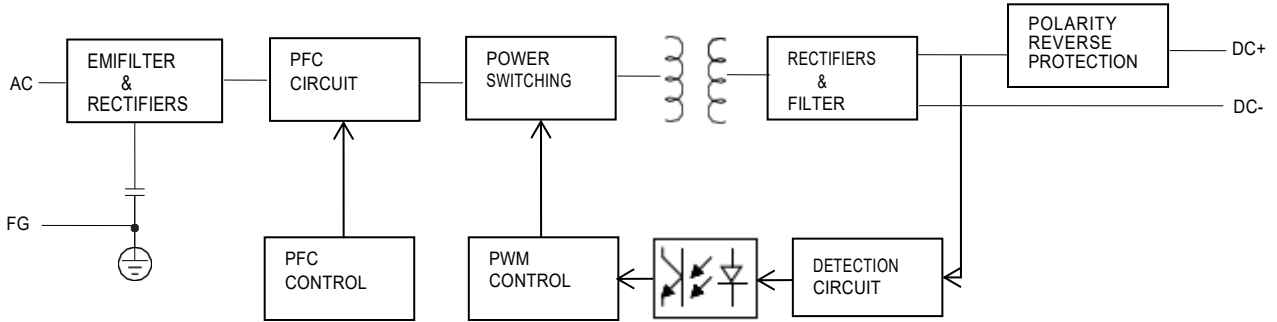 AC
EMIFILTER
&
RECTIFIERS
PFC
CIRCUIT
POWER
SWITCHING
RECTIFIERS
&
FILTER
POLARITY
REVERSE
PROTECTION
DC+
DC-
FG
PFC
CONTROL
PWM
CONTROL
DETECTION
CIRCUIT